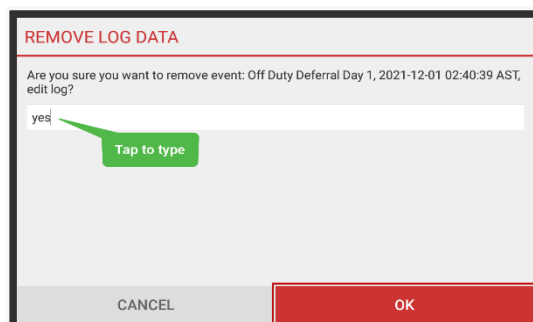 REMOVE LOG DATA
Are you sure you want to remove event: Off Duty Deferral Day 1, 2021-12-01 02:40:39 AST,
edit log?
yes
Tap to type
CANCEL
OK